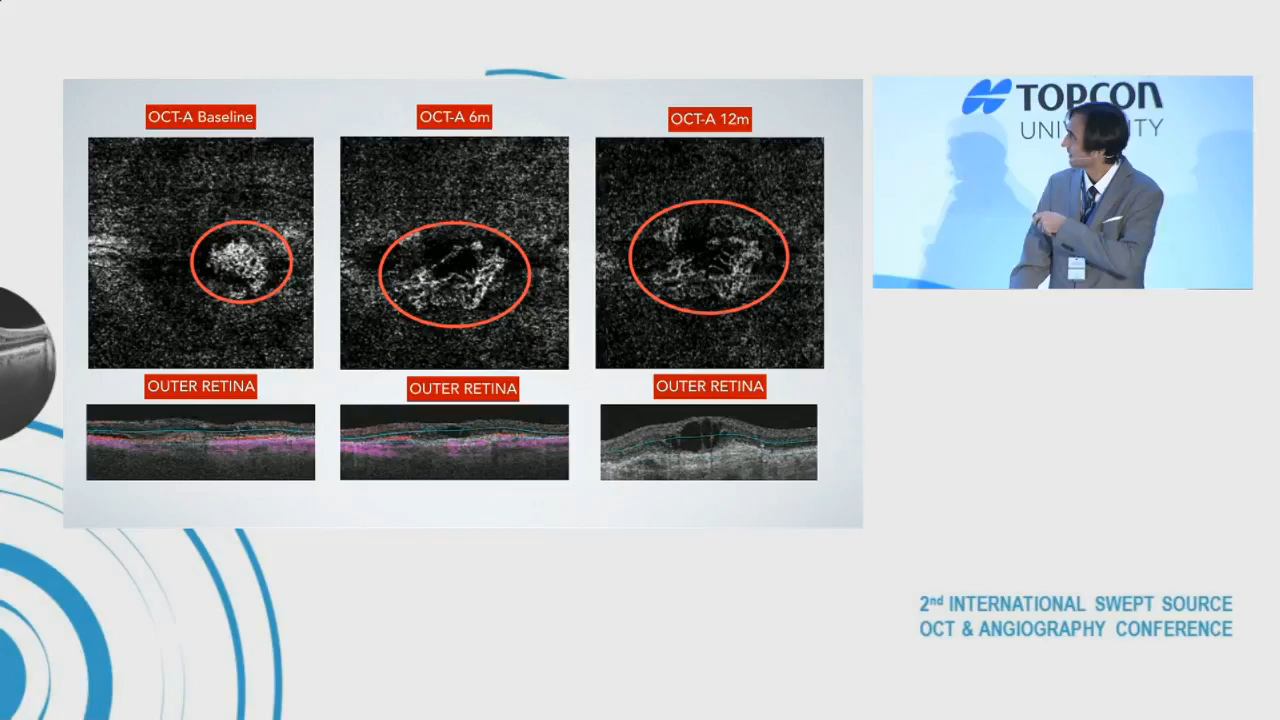 OCT-A Baseline
OCT-A 6m
OCT-A 12m
OUTER RETINA
OUTER RETINA
OUTER RETINA
TOPCON
2nd INTERNATIONAL SWEPT SOURCE
OCT & ANGIOGRAPHY CONFERENCE